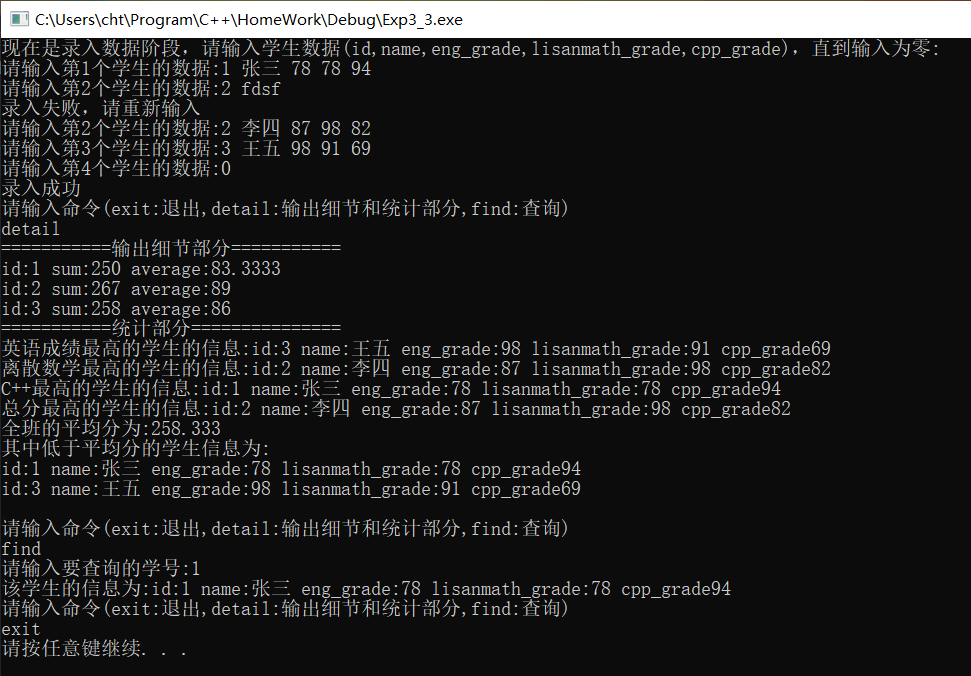 C:\Users\cht\Program\C++\HomeWork\Debug\Exp3_3.exe
现在是录入数据阶段，请输入学生数据(id,name,eng_grade,lisanmath_grade,cpp_grade)，直到输入为零:
请输入第1个学生的数据:1 张三 78 78 94
请输入第2个学生的数据:2 fdsf
录入失败，请重新输入
请输入第2个学生的数据:2 李四 87 98 82
请输入第3个学生的数据:3 王五 98 91 69
请输入第4个学生的数据:0
录入成功
请输入命令(exit:退出,detail:输出细节和统计部分,find:查询)
detail
===========输出细节部分===========
id:1 sum:250 average:83.3333
id:2 sum:267 average:89
id:3 sum:258 average:86
===========统计部分===============
英语成绩最高的学生的信息:id:3 name:王五 eng_grade:98 lisanmath_grade:91 cpp_grade69
离散数学最高的学生的信息:id:2 name:李四 eng_grade:87 lisanmath_grade:98 cpp_grade82
C++最高的学生的信息:id:1 name:张三 eng_grade:78 lisanmath_grade:78 cpp_grade94
总分最高的学生的信息:id:2 name:李四 eng_grade:87 lisanmath_grade:98 cpp_grade82
全班的平均分为:258.333
其中低于平均分的学生信息为:
id:1 name:张三 eng_grade:78 lisanmath_grade:78 cpp_grade94
id:3 name:王五 eng_grade:98 lisanmath_grade:91 cpp_grade69
请输入命令(exit:退出,detail:输出细节和统计部分,find:查询)
find
请输入要查询的学号:1
该学生的信息为:id:1 name:张三 eng_grade:78 lisanmath_grade:78 cpp_grade94
请输入命令(exit:退出,detail:输出细节和统计部分,find:查询)
exit
请按任意键继续. . .